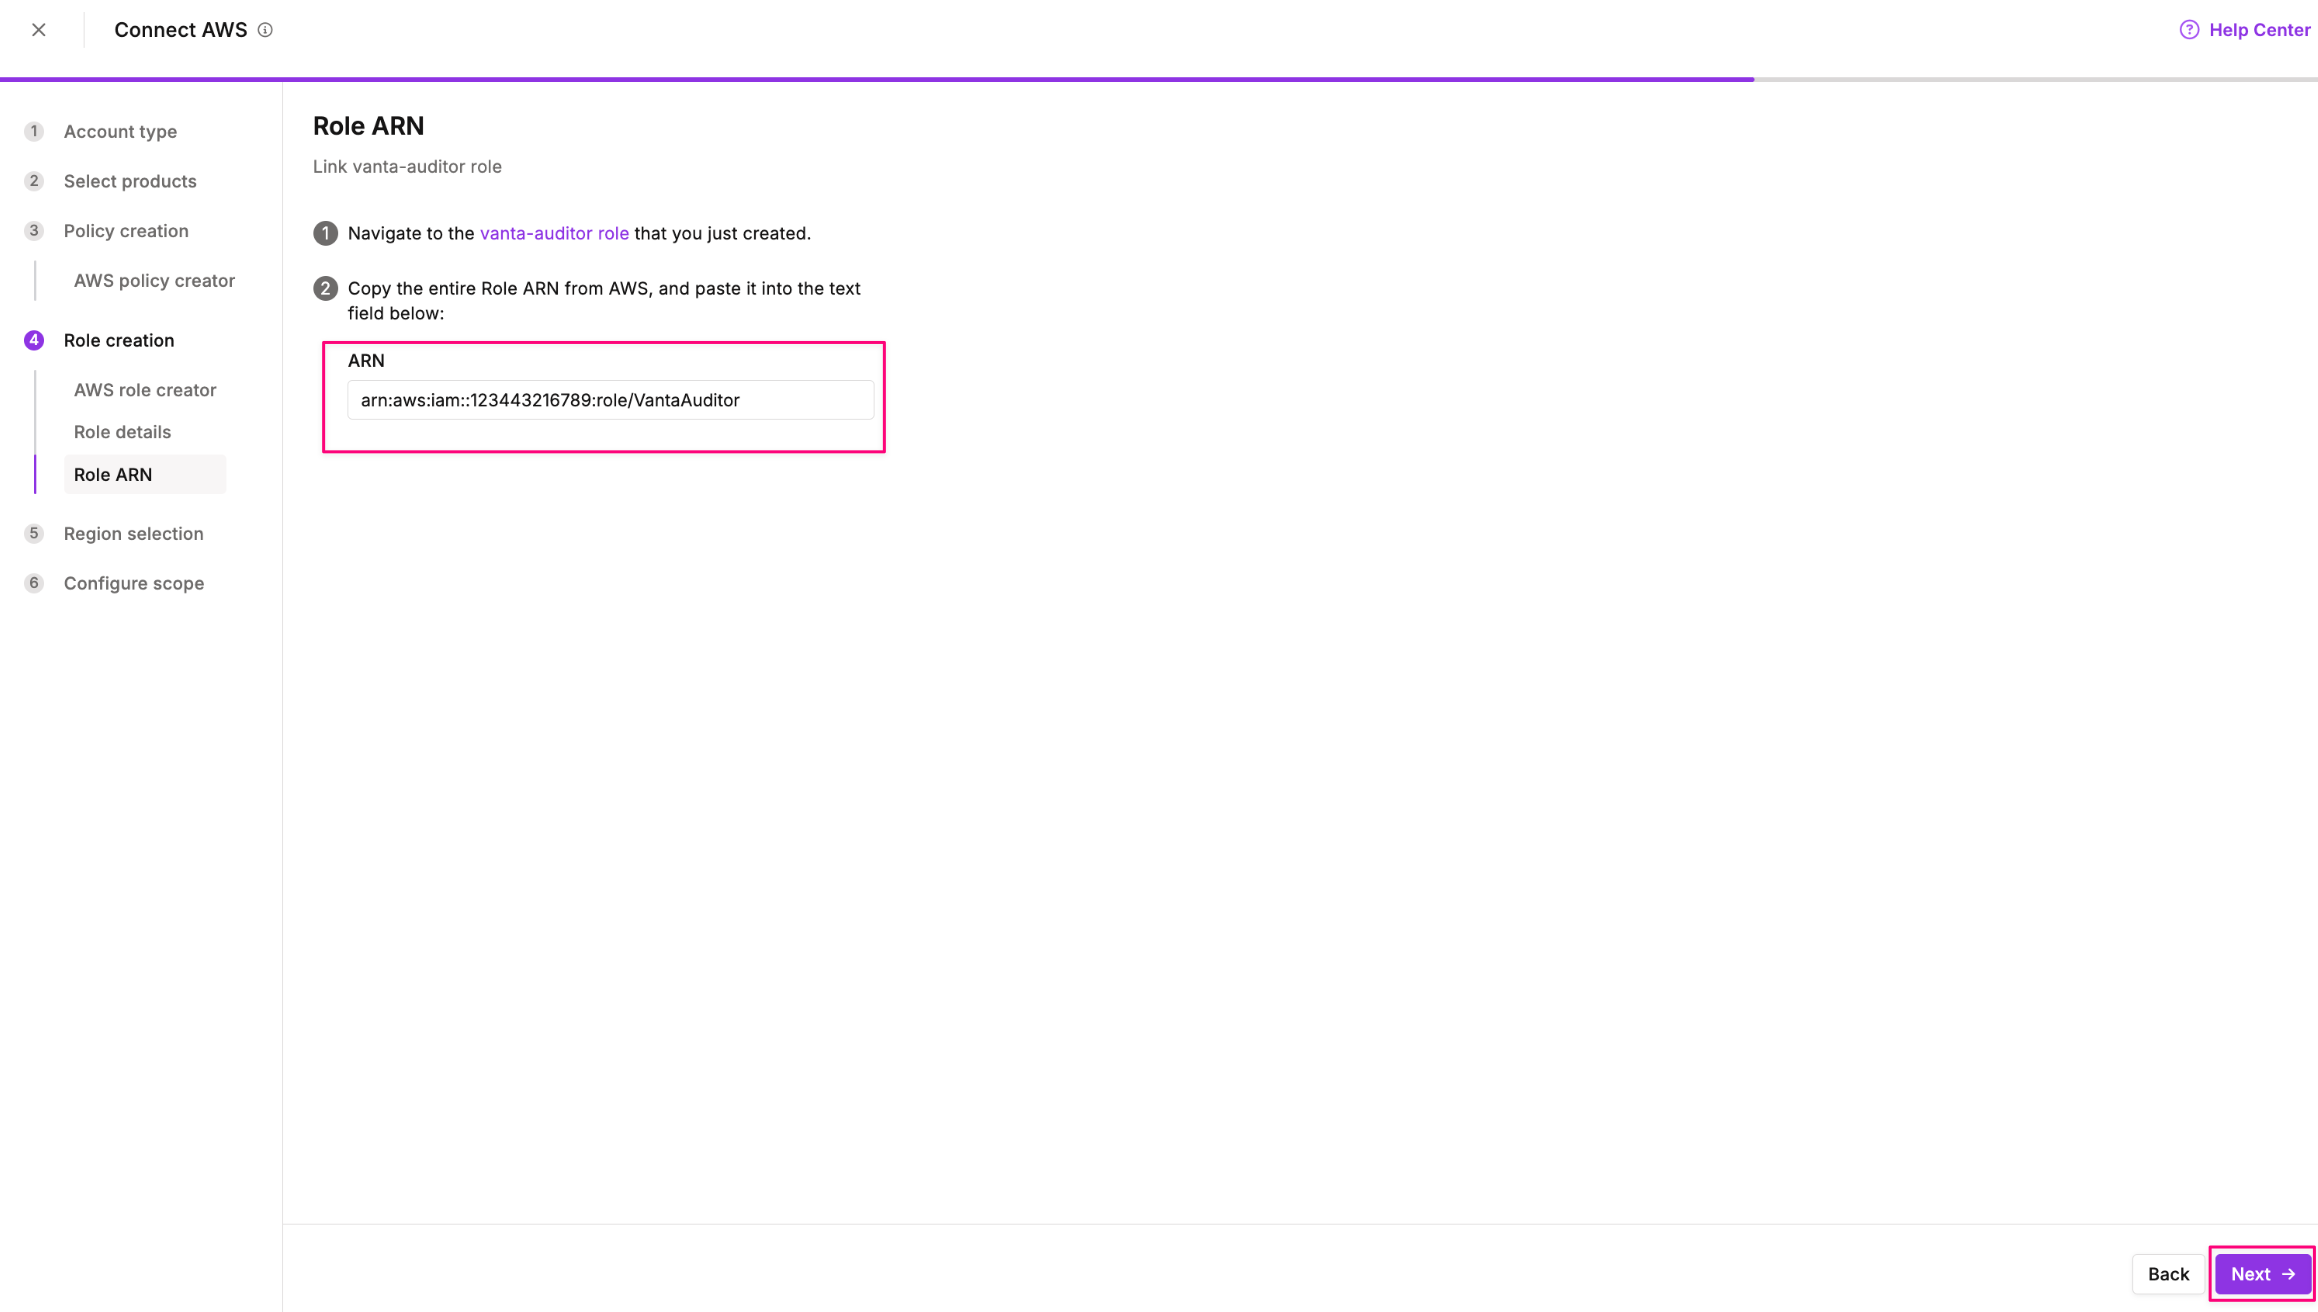 Connect AWS
Help Center
1 Account type
2 Select products
3 Policy creation
AWS policy creator
4 Role creation
AWS role creator
Role details
Role ARN
5 Region selection
6 Configure scope
Role ARN
Link vanta-auditor role
1 Navigate to the vanta-auditor role that you just created.
2 Copy the entire Role ARN from AWS, and paste it into the text
field below:
ARN
arn:aws:iam::123443216789:role/VantaAuditor
Back
Next →